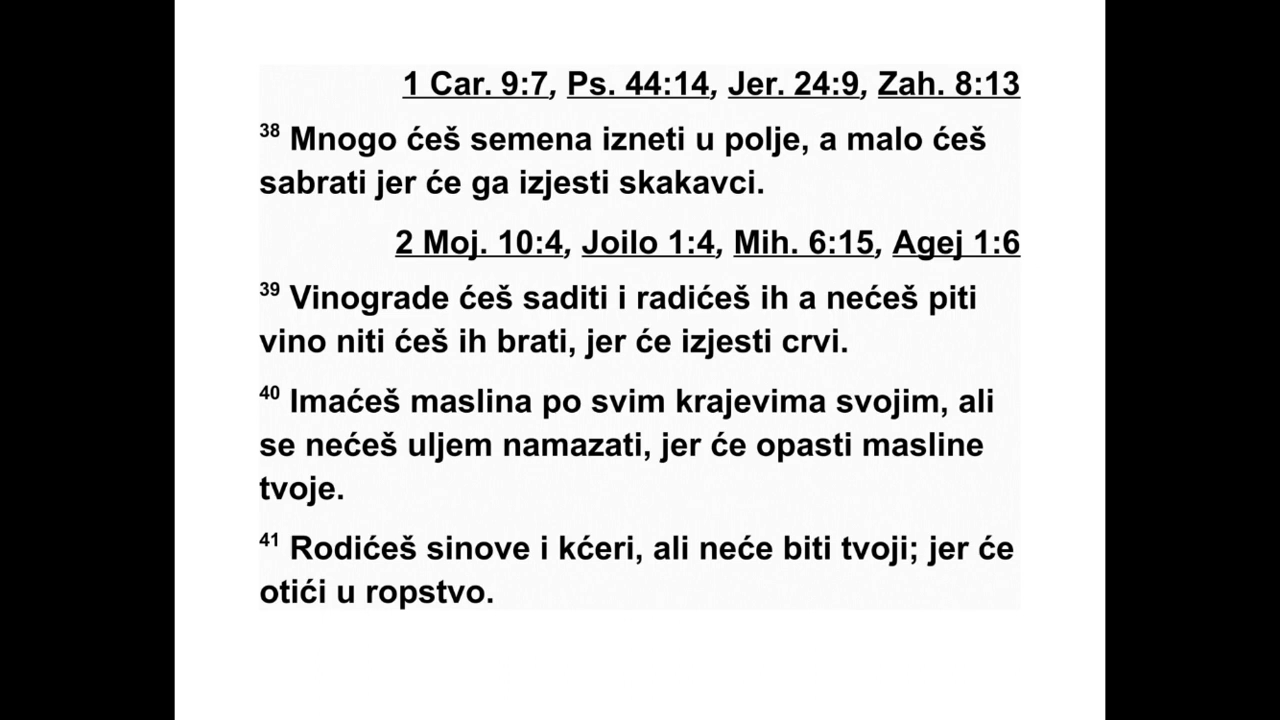 1 Car. 9:7, Ps. 44:14, Jer. 24:9, Zah. 8:13
38 Mnogo ćeš semena izneti u polje, a malo ćeš
sabrati jer će ga izjesti skakavci.
2 Moj. 10:4, Joilo 1:4, Mih. 6:15, Agej 1:6
39 Vinograde ćeš saditi i radićeš ih a nećeš piti
vino niti ćeš ih brati, jer će izjesti crvi.
40 Imaćeš maslina po svim krajevima svojim, ali
se nećeš uljem namazati, jer će opasti masline
tvoje.
41 Rodićeš sinove i kćeri, ali neće biti tvoji; jer će
otići u ropstvo.